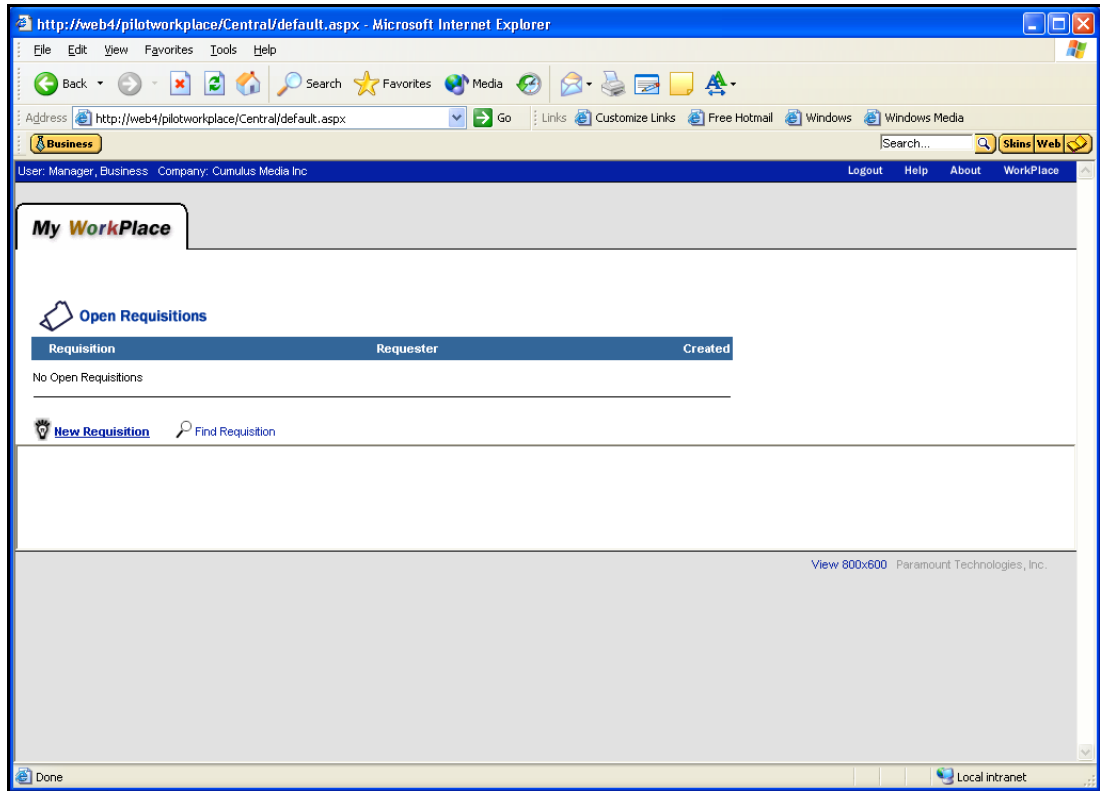 http://web4/pilotworkplace/Central/default.aspx - Microsoft Internet Explorer
File Edit View Favorites Tools Help
Back Search Favorites Media
Address http://web4/pilotworkplace/Central/default.aspx Go Links Customize Links Free Hotmail Windows Windows Media
Business Search... Skins Web
User: Manager, Business Company: Cumulus Media Inc Logout Help About WorkPlace
My WorkPlace
Open Requisitions
Requisition Requester Created
No Open Requisitions
New Requisition Find Requisition
View 800x600 Paramount Technologies, Inc.
Done Local intranet